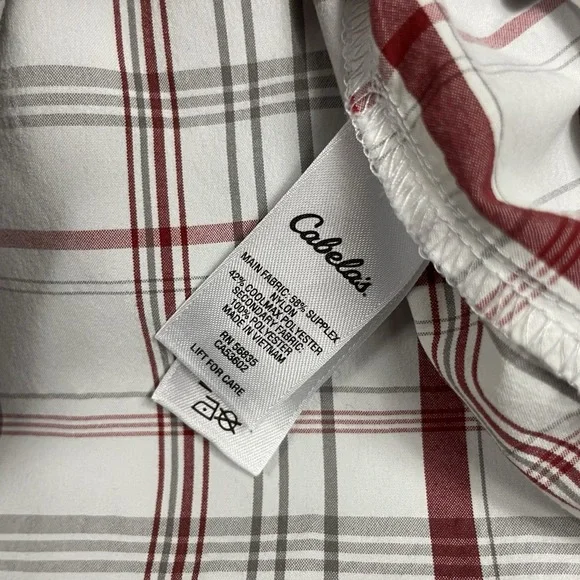 Cabela's
MAIN FABRIC: 58% SUPPLEX
NYLON
42% COOLMAX POLYESTER
SECONDARY FABRIC:
100% POLYESTER
MADE IN VIETNAM
RN 56835
CA53602
LIFT FOR CARE